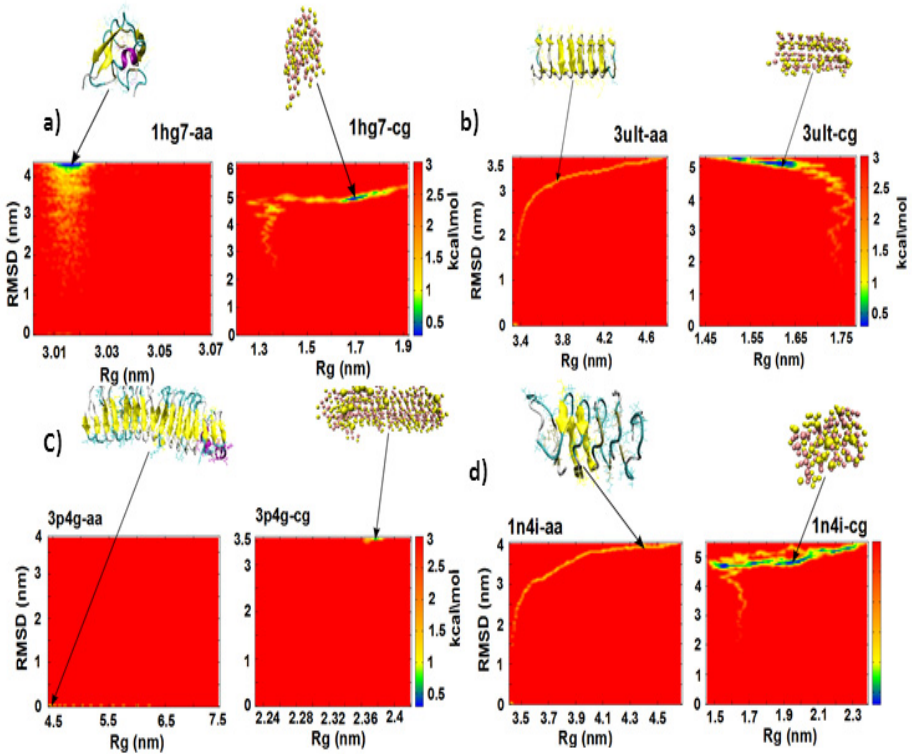 a)
1hg7-aa
1hg7-cg
RMSD (nm)
4
3
2
1
0
3.01 3.03 3.05 3.07
Rg (nm)
6
5
4
3
2
1
0
1.3 1.5 1.7 1.9
Rg (nm)
3
2.5
2
1.5
1
0.5
kcal\mol
b)
3ult-aa
3ult-cg
RMSD (nm)
3.5
3
2
1
0
3.4 3.8 4.2 4.6
Rg (nm)
5
4
3
2
1
0
1.45 1.55 1.65 1.75
Rg (nm)
3
2.5
2
1.5
1
0.5
kcal\mol
c)
3p4g-aa
3p4g-cg
RMSD (nm)
4
3
2
1
0
4.5 5.5 6.5 7.5
Rg (nm)
3.5
3
2
1
0
2.24 2.28 2.32 2.36 2.4
Rg (nm)
3
2.5
2
1.5
1
0.5
kcal\mol
d)
1n4i-aa
1n4i-cg
RMSD (nm)
4
3
2
1
0
3.5 3.7 3.9 4.1 4.3 4.5
Rg (nm)
5
4
3
2
1
0
1.5 1.7 1.9 2.1 2.3
Rg (nm)